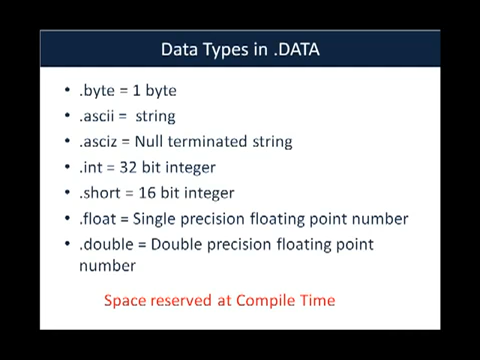 Data Types in .DATA
• .byte = 1 byte
• .ascii = string
• .asciz = Null terminated string
• .int = 32 bit integer
• .short = 16 bit integer
• .float = Single precision floating point number
• .double = Double precision floating point
number
Space reserved at Compile Time